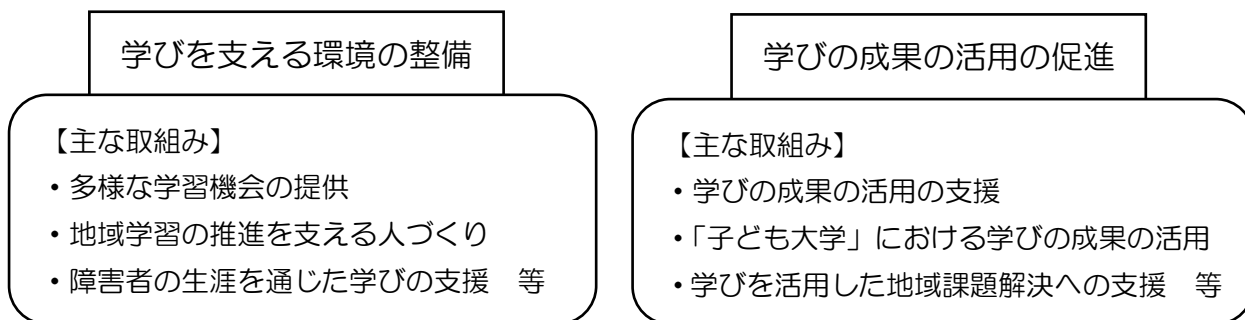 学びを支える環境の整備
【主な取組み】
・多様な学習機会の提供
・地域学習の推進を支える人づくり
・障害者の生涯を通じた学びの支援　等
学びの成果の活用の促進
【主な取組み】
・学びの成果の活用の支援
・「子ども大学」における学びの成果の活用
・学びを活用した地域課題解決への支援　等